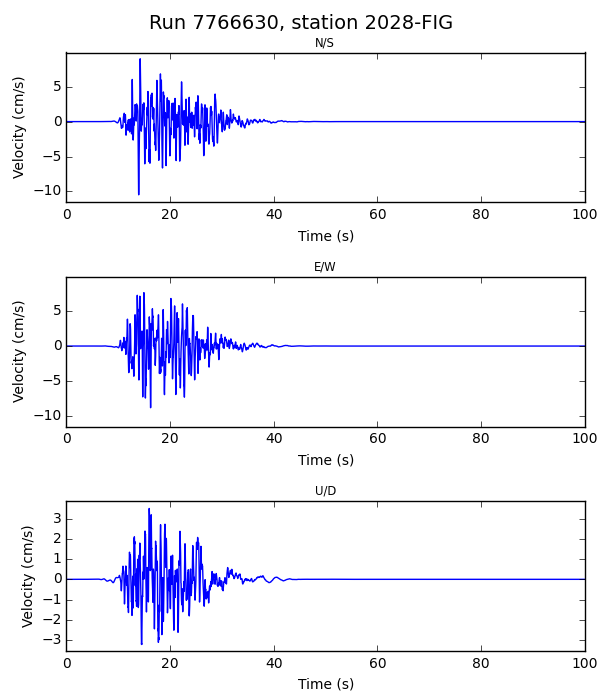 Run 7766630, station 2028-FIG
N/S
Velocity (cm/s)
5
0
−5
−10
0 20 40 60 80 100
Time (s)
E/W
Velocity (cm/s)
5
0
−5
−10
0 20 40 60 80 100
Time (s)
U/D
Velocity (cm/s)
3
2
1
0
−1
−2
−3
0 20 40 60 80 100
Time (s)